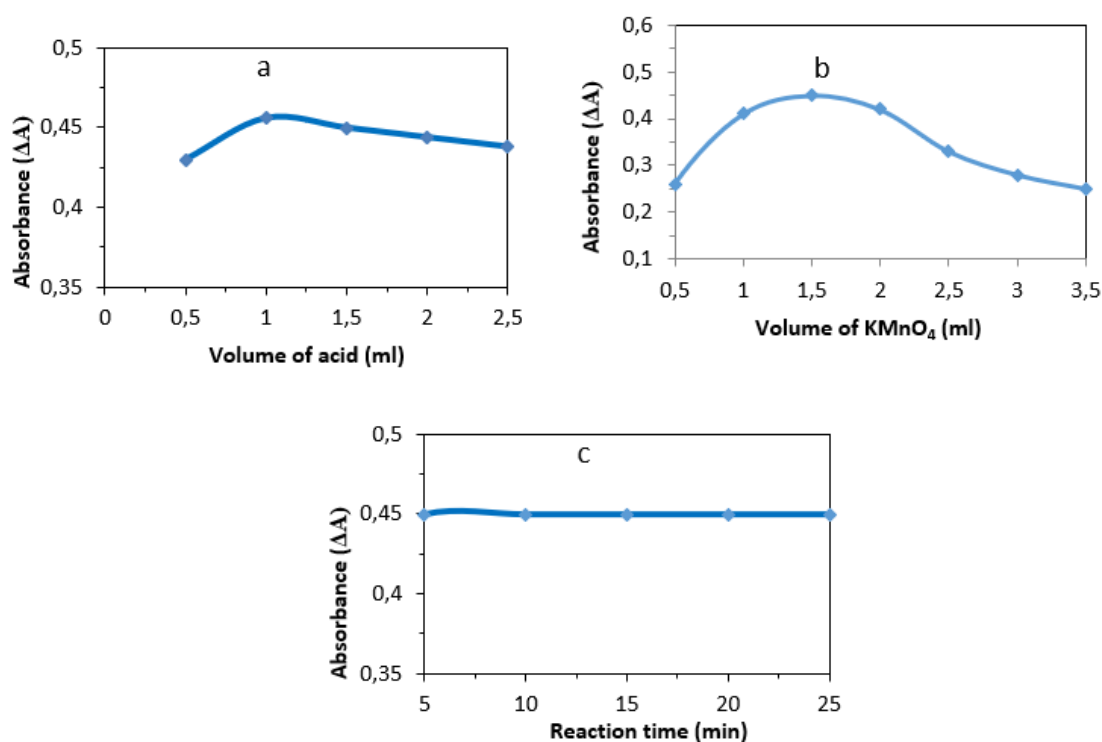 a
Absorbance (ΔA)
0,5
0,45
0,4
0,35
0 0,5 1 1,5 2 2,5
Volume of acid (ml)
b
Absorbance (ΔA)
0,6
0,5
0,4
0,3
0,2
0,1
0,5 1 1,5 2 2,5 3 3,5
Volume of KMnO₄ (ml)
c
Absorbance (ΔA)
0,5
0,45
0,4
0,35
5 10 15 20 25
Reaction time (min)